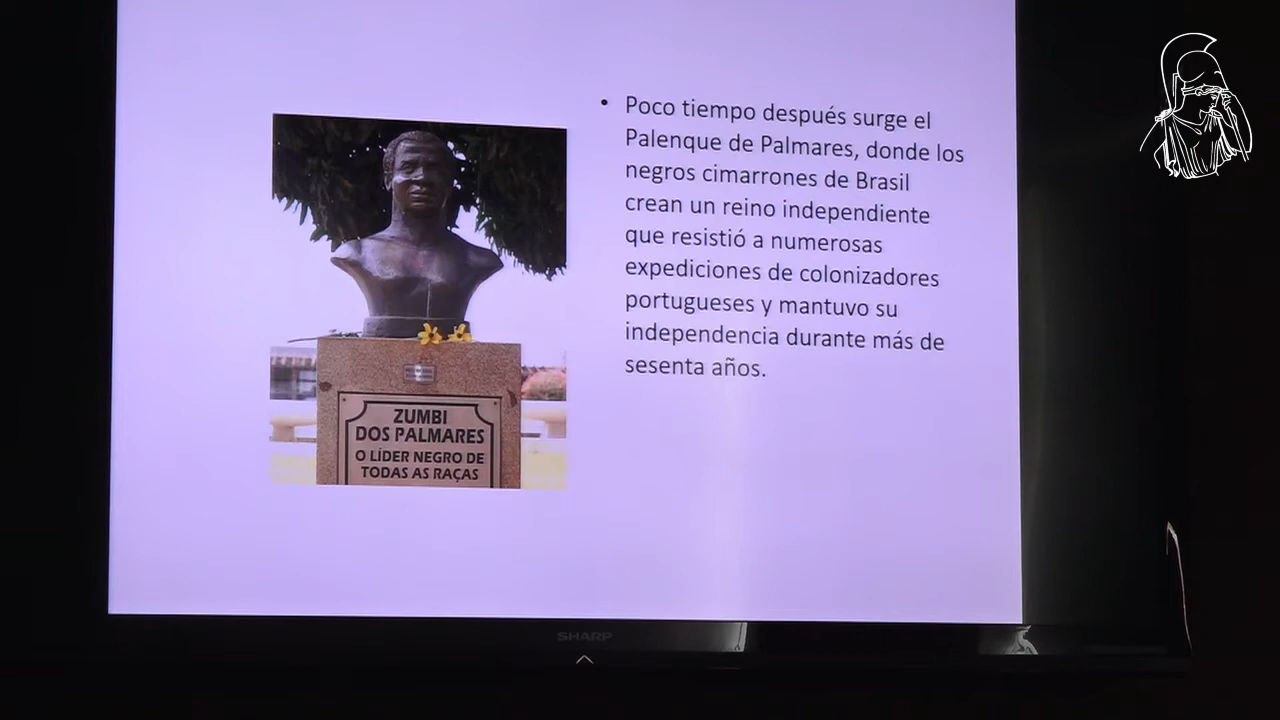 • Poco tiempo después surge el
Palenque de Palmares, donde los
negros cimarrones de Brasil
crean un reino independiente
que resistió a numerosas
expediciones de colonizadores
portugueses y mantuvo su
independencia durante más de
sesenta años.
ZUMBI
DOS PALMARES
O LÍDER NEGRO DE
TODAS AS RAÇAS
SHARP